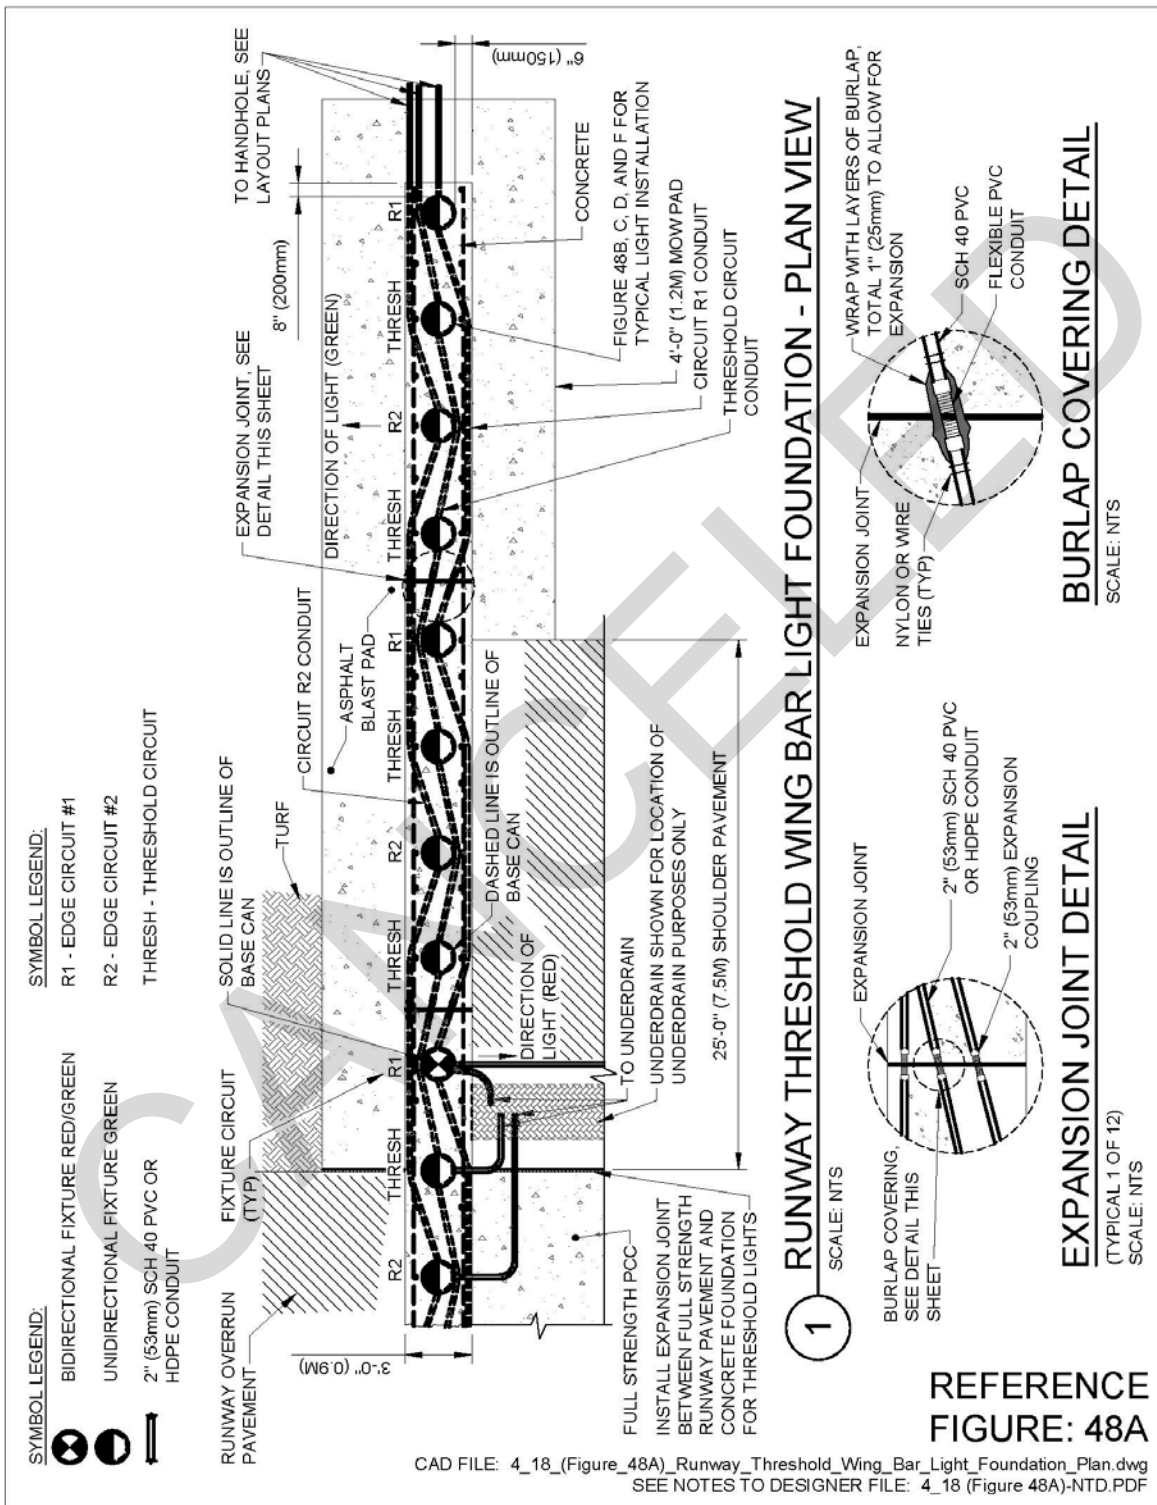 SYMBOL LEGEND:
BIDIRECTIONAL FIXTURE RED/GREEN
UNIDIRECTIONAL FIXTURE GREEN
2" (53mm) SCH 40 PVC OR
HDPE CONDUIT
SYMBOL LEGEND:
R1 - EDGE CIRCUIT #1
R2 - EDGE CIRCUIT #2
THRESH - THRESHOLD CIRCUIT
RUNWAY OVERRUN
PAVEMENT
FIXTURE CIRCUIT
(TYP)
SOLID LINE IS OUTLINE OF
BASE CAN
TURF
CIRCUIT R2 CONDUIT
ASPHALT
BLAST PAD
EXPANSION JOINT, SEE
DETAIL THIS SHEET
DIRECTION OF LIGHT (GREEN)
8" (200mm)
TO HANDHOLE, SEE
LAYOUT PLANS
R2
THRESH
R1
THRESH
R2
THRESH
R1
THRESH
R2
THRESH
R1
3'-0" (0.9M)
6" (150mm)
FULL STRENGTH PCC
INSTALL EXPANSION JOINT
BETWEEN FULL STRENGTH
RUNWAY PAVEMENT AND
CONCRETE FOUNDATION
FOR THRESHOLD LIGHTS
DIRECTION OF
LIGHT (RED)
DASHED LINE IS OUTLINE OF
BASE CAN
TO UNDERDRAIN
UNDERDRAIN SHOWN FOR LOCATION OF
UNDERDRAIN PURPOSES ONLY
25'-0" (7.5M) SHOULDER PAVEMENT
CONCRETE
FIGURE 48B, C, D, AND F FOR
TYPICAL LIGHT INSTALLATION
4'-0" (1.2M) MOW PAD
CIRCUIT R1 CONDUIT
THRESHOLD CIRCUIT
CONDUIT
1
RUNWAY THRESHOLD WING BAR LIGHT FOUNDATION - PLAN VIEW
SCALE: NTS
BURLAP COVERING,
SEE DETAIL THIS
SHEET
EXPANSION JOINT
2" (53mm) SCH 40 PVC
OR HDPE CONDUIT
2" (53mm) EXPANSION
COUPLING
EXPANSION JOINT DETAIL
(TYPICAL 1 OF 12)
SCALE: NTS
EXPANSION JOINT
NYLON OR WIRE
TIES (TYP)
WRAP WITH LAYERS OF BURLAP,
TOTAL 1" (25mm) TO ALLOW FOR
EXPANSION
SCH 40 PVC
FLEXIBLE PVC
CONDUIT
BURLAP COVERING DETAIL
SCALE: NTS
CANCELED
REFERENCE
FIGURE: 48A
CAD FILE: 4_18_(Figure_48A)_Runway_Threshold_Wing_Bar_Light_Foundation_Plan.dwg
SEE NOTES TO DESIGNER FILE: 4_18 (Figure 48A)-NTD.PDF